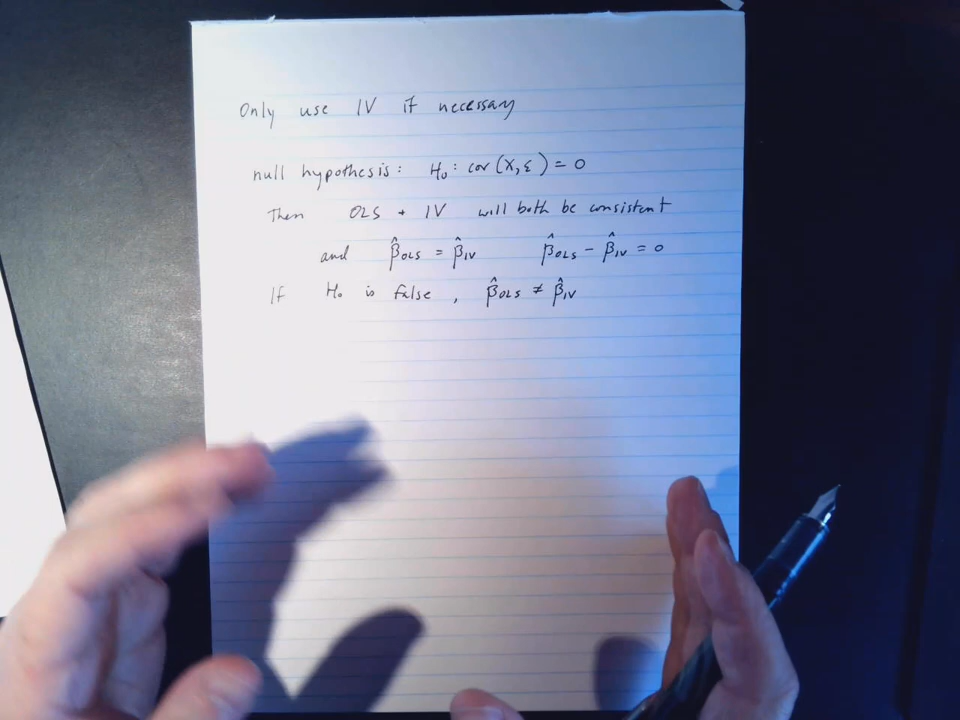 Only use IV if necessary
null hypothesis: H₀: cov(X,ε) = 0
Then OLS + IV will both be consistent
and β̂OLS = β̂IV β̂OLS - β̂IV = 0
If H₀ is false, β̂OLS ≠ β̂IV